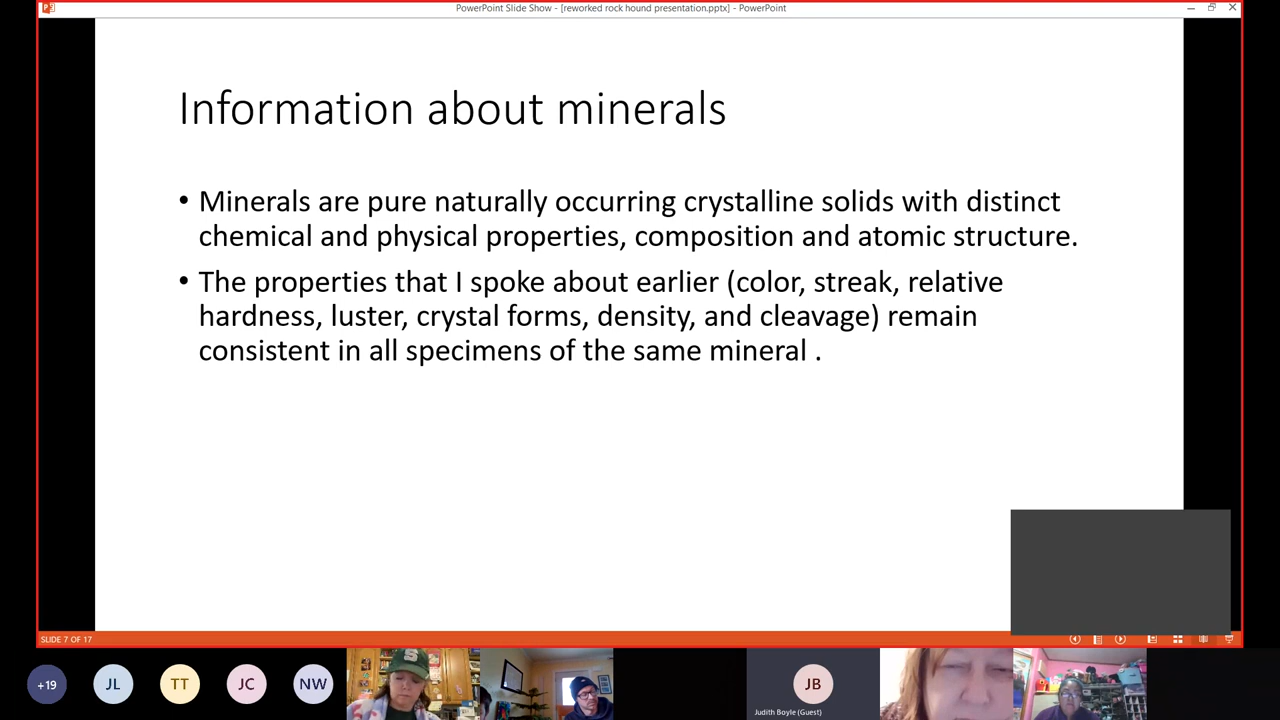 PowerPoint Slide Show - [reworked rock hound presentation.pptx] - PowerPoint
Information about minerals
• Minerals are pure naturally occurring crystalline solids with distinct
chemical and physical properties, composition and atomic structure.
• The properties that I spoke about earlier (color, streak, relative
hardness, luster, crystal forms, density, and cleavage) remain
consistent in all specimens of the same mineral .
SLIDE 7 OF 17
+19
JL
TT
JC
NW
S
JB
Judith Boyle (Guest)